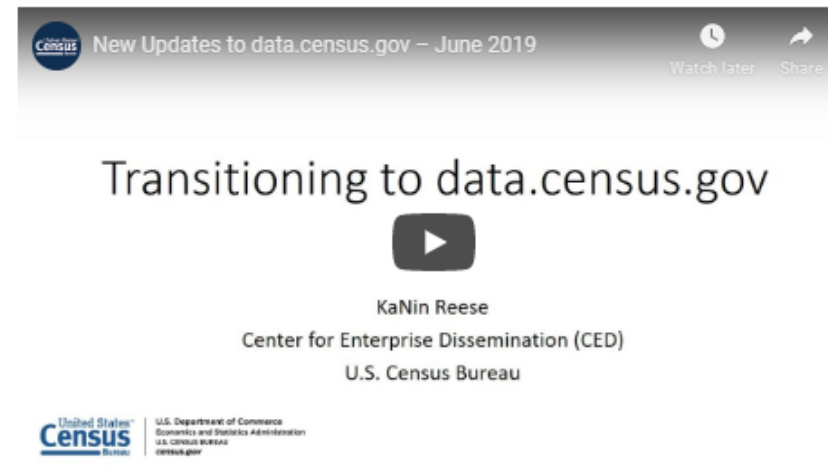 Census
New Updates to data.census.gov – June 2019
Watch later
Share
Transitioning to data.census.gov
KaNin Reese
Center for Enterprise Dissemination (CED)
U.S. Census Bureau
United States
Census
Bureau
U.S. Department of Commerce
Economics and Statistics Administration
U.S. CENSUS BUREAU
census.gov